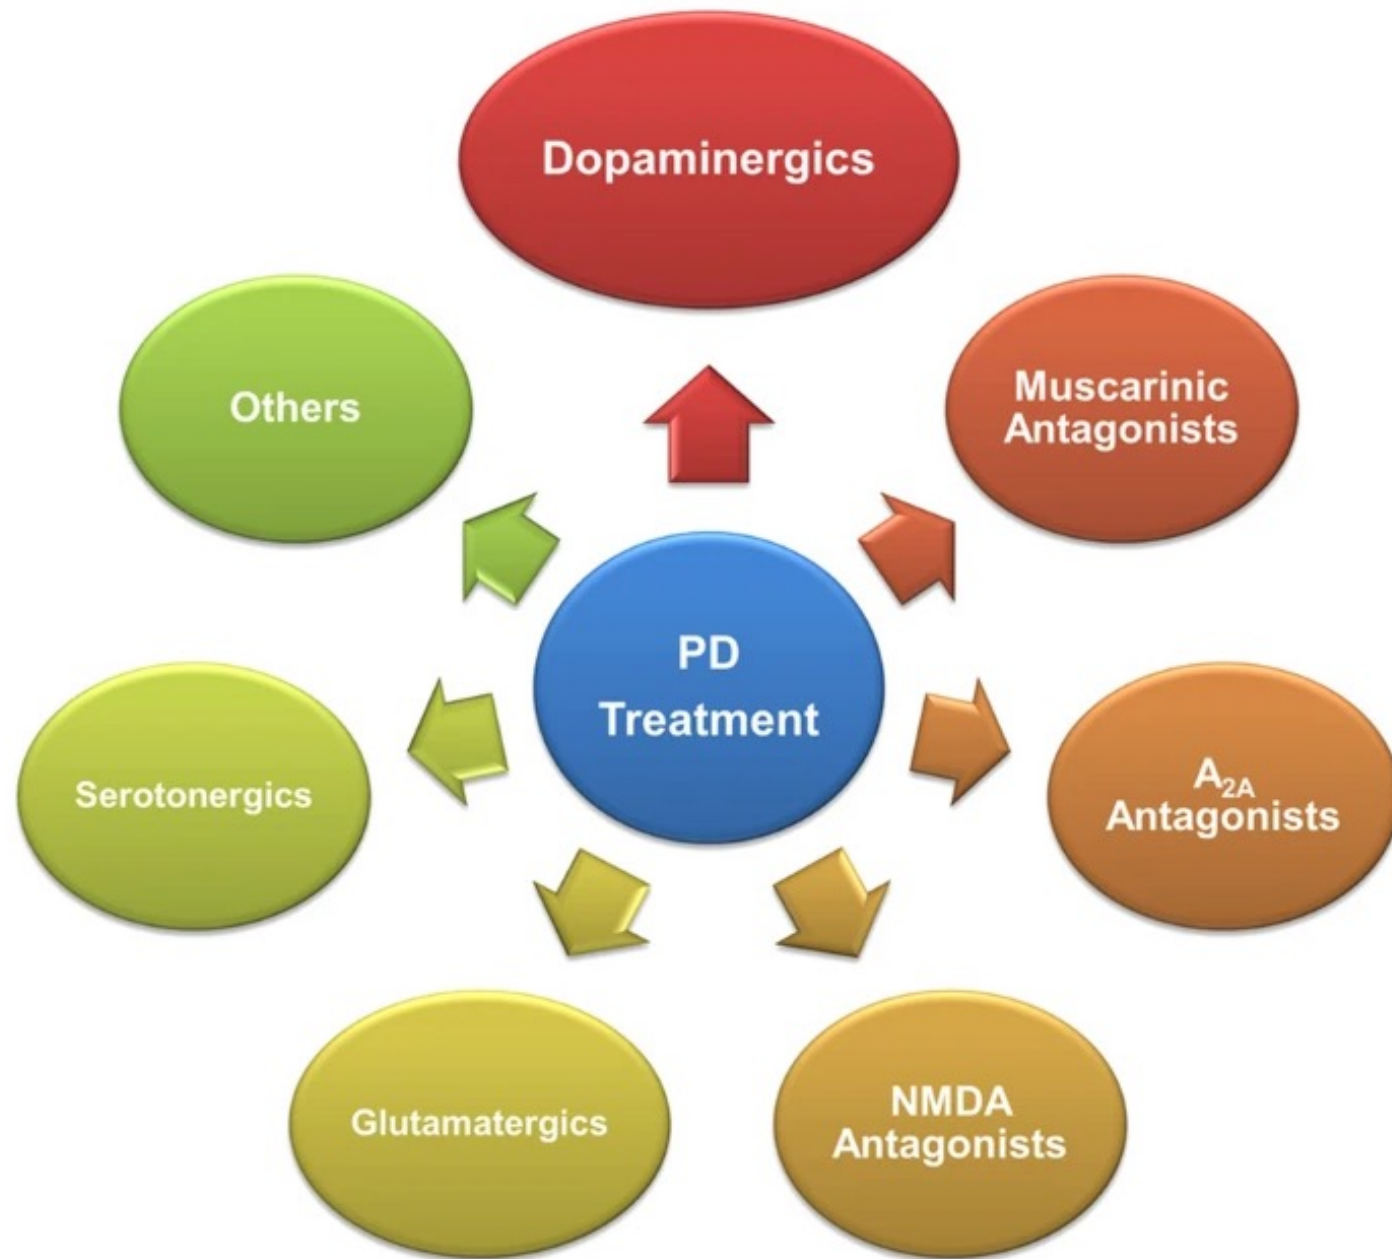 Dopaminergics
Muscarinic
Antagonists
A2A
Antagonists
NMDA
Antagonists
Glutamatergics
Serotonergics
Others
PD
Treatment